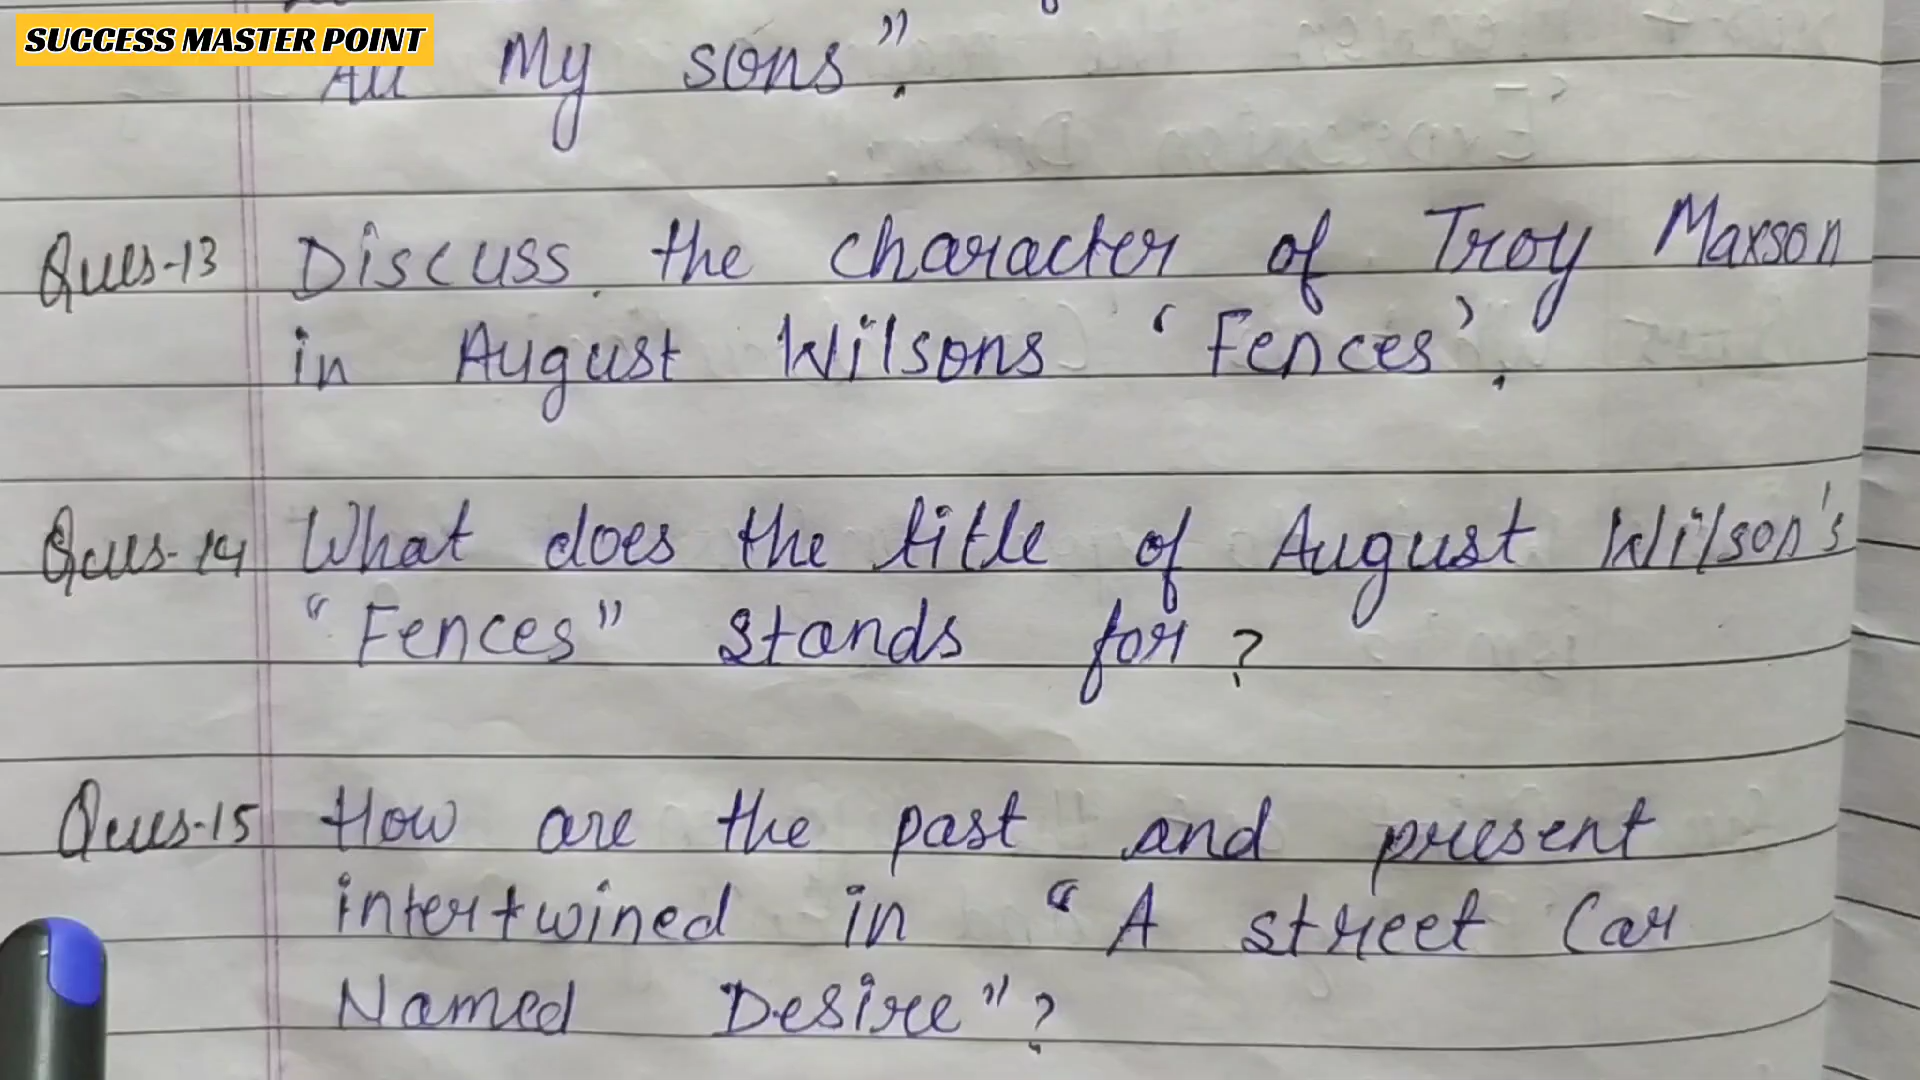 SUCCESS MASTER POINT
All My sons".
Ques-13 Discuss the character of Troy Maxson
in August Wilsons 'Fences'.
Ques-14 What does the title of August Wilson's
"Fences" Stands for?
Ques-15 How are the past and present
intertwined in "A street Car
Named Desire"?